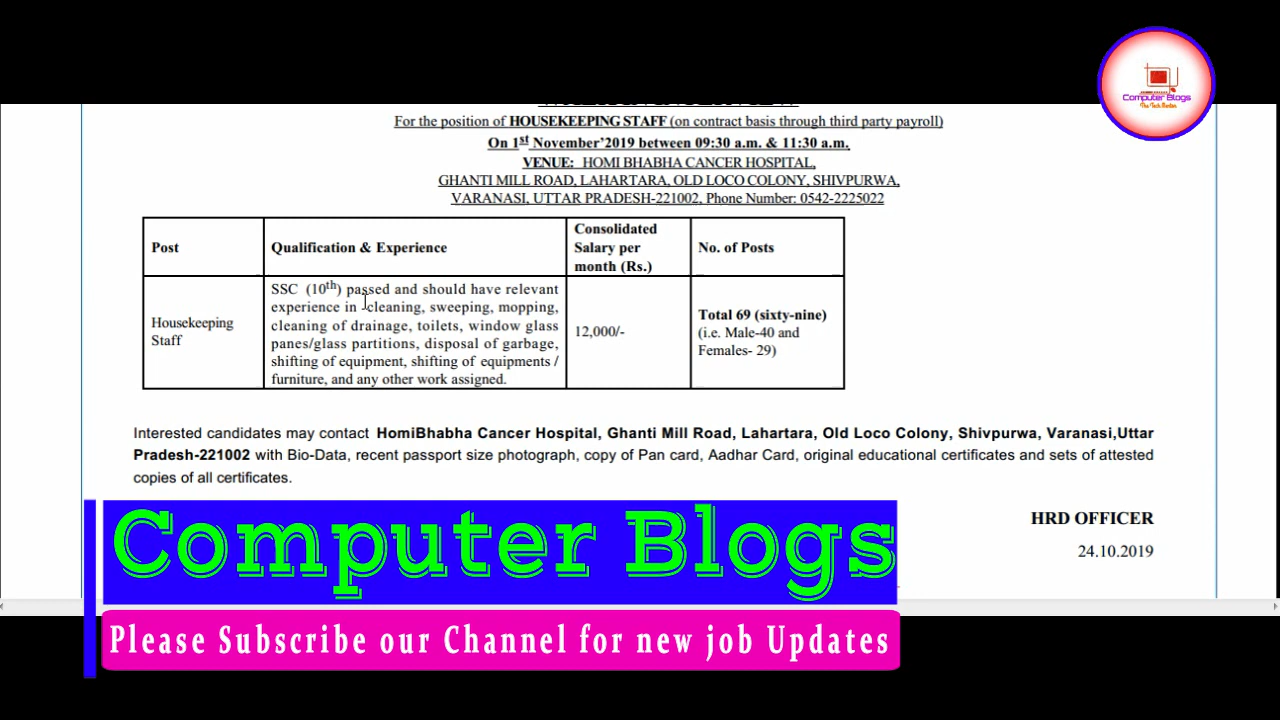 Computer Blogs
The Tech Border
For the position of HOUSEKEEPING STAFF (on contract basis through third party payroll)
On 1st November'2019 between 09:30 a.m. & 11:30 a.m.
VENUE: HOMI BHABHA CANCER HOSPITAL,
GHANTI MILL ROAD, LAHARTARA, OLD LOCO COLONY, SHIVPURWA,
VARANASI, UTTAR PRADESH-221002, Phone Number: 0542-2225022
Post
Qualification & Experience
Consolidated
Salary per
month (Rs.)
No. of Posts
Housekeeping
Staff
SSC (10th) passed and should have relevant
experience in cleaning, sweeping, mopping,
cleaning of drainage, toilets, window glass
panes/glass partitions, disposal of garbage,
shifting of equipment, shifting of equipments /
furniture, and any other work assigned.
12,000/-
Total 69 (sixty-nine)
(i.e. Male-40 and
Females- 29)
Interested candidates may contact HomiBhabha Cancer Hospital, Ghanti Mill Road, Lahartara, Old Loco Colony, Shivpurwa, Varanasi,Uttar
Pradesh-221002 with Bio-Data, recent passport size photograph, copy of Pan card, Aadhar Card, original educational certificates and sets of attested
copies of all certificates.
HRD OFFICER
24.10.2019
Computer Blogs
Please Subscribe our Channel for new job Updates